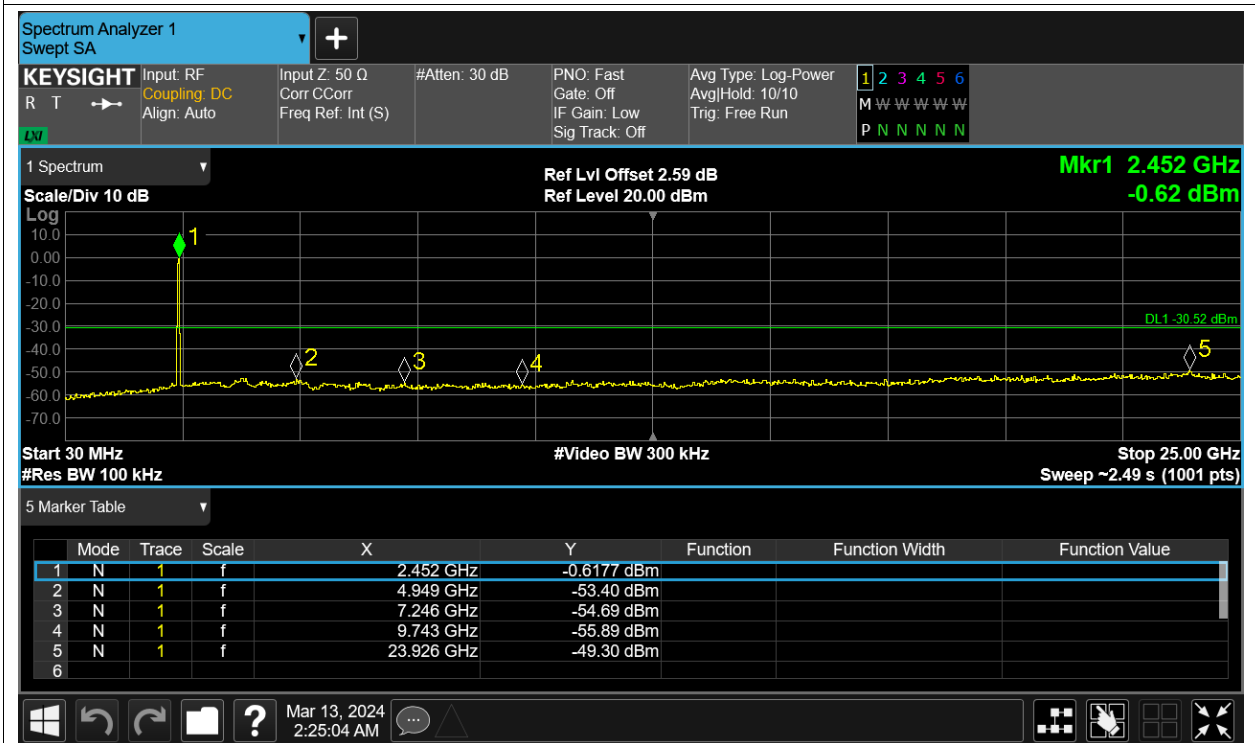 Spectrum Analyzer 1
Swept SA
KEYSIGHT
R T
LXI
Input: RF
Coupling: DC
Align: Auto
Input Z: 50 Ω
Corr CCorr
Freq Ref: Int (S)
#Atten: 30 dB
PNO: Fast
Gate: Off
IF Gain: Low
Sig Track: Off
Avg Type: Log-Power
Avg|Hold: 10/10
Trig: Free Run
1 2 3 4 5 6
M W W W W W
P N N N N N
1 Spectrum
Scale/Div 10 dB
Ref Lvl Offset 2.59 dB
Ref Level 20.00 dBm
Mkr1 2.452 GHz
-0.62 dBm
Log
10.0
0.00
-10.0
-20.0
-30.0
-40.0
-50.0
-60.0
-70.0
1
2
3
4
5
DL1 -30.52 dBm
Start 30 MHz
#Res BW 100 kHz
#Video BW 300 kHz
Stop 25.00 GHz
Sweep ~2.49 s (1001 pts)
5 Marker Table
Mode Trace Scale X Y Function Function Width Function Value
1 N 1 f 2.452 GHz -0.6177 dBm
2 N 1 f 4.949 GHz -53.40 dBm
3 N 1 f 7.246 GHz -54.69 dBm
4 N 1 f 9.743 GHz -55.89 dBm
5 N 1 f 23.926 GHz -49.30 dBm
6
?
Mar 13, 2024
2:25:04 AM